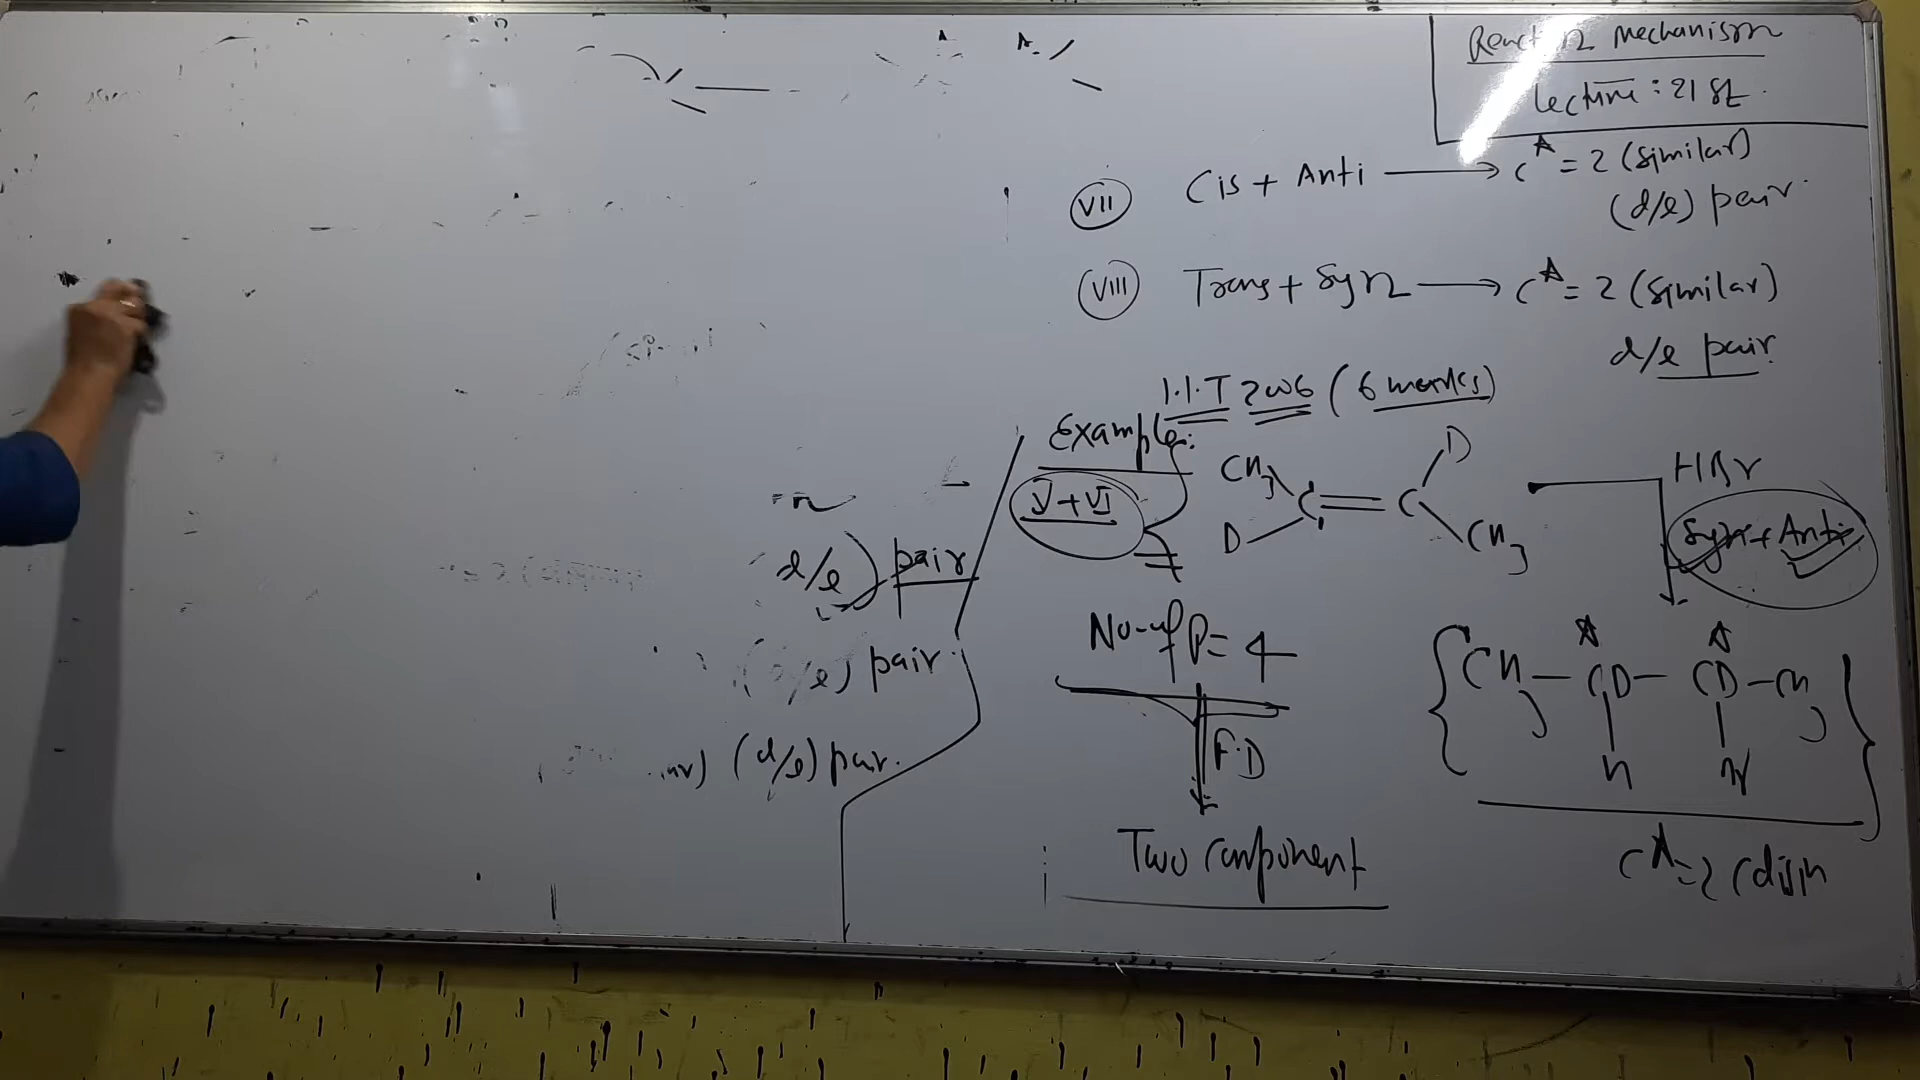 Reaction mechanism
Lecture : 21 st.
VII Cis + Anti ⟶ C* = 2 (similar)
(d/l) pair.
VIII Trans + Syn ⟶ C* = 2 (similar)
d/l pair.
I.I.T 2006 (6 marks)
Example:
V + VI
CH3 D
C = C
D CH3
HBr
Syn + Anti
d/l) pair
/l) pair.
(d/l) pair.
No. of P = 4
F.D
Two component
CH3 — CD — CD — CH3
C* = 2 (